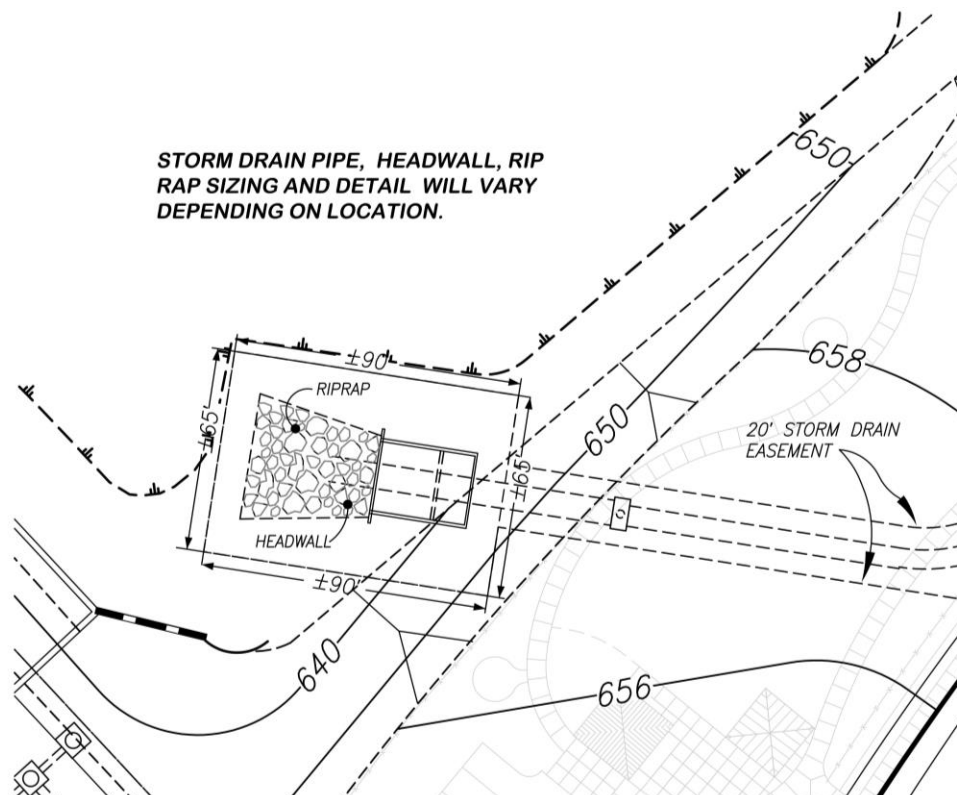 STORM DRAIN PIPE, HEADWALL, RIP
RAP SIZING AND DETAIL WILL VARY
DEPENDING ON LOCATION.
650
±90'
658
RIPRAP
±65'
650
20' STORM DRAIN
EASEMENT
±65'
HEADWALL
±90'
640
656